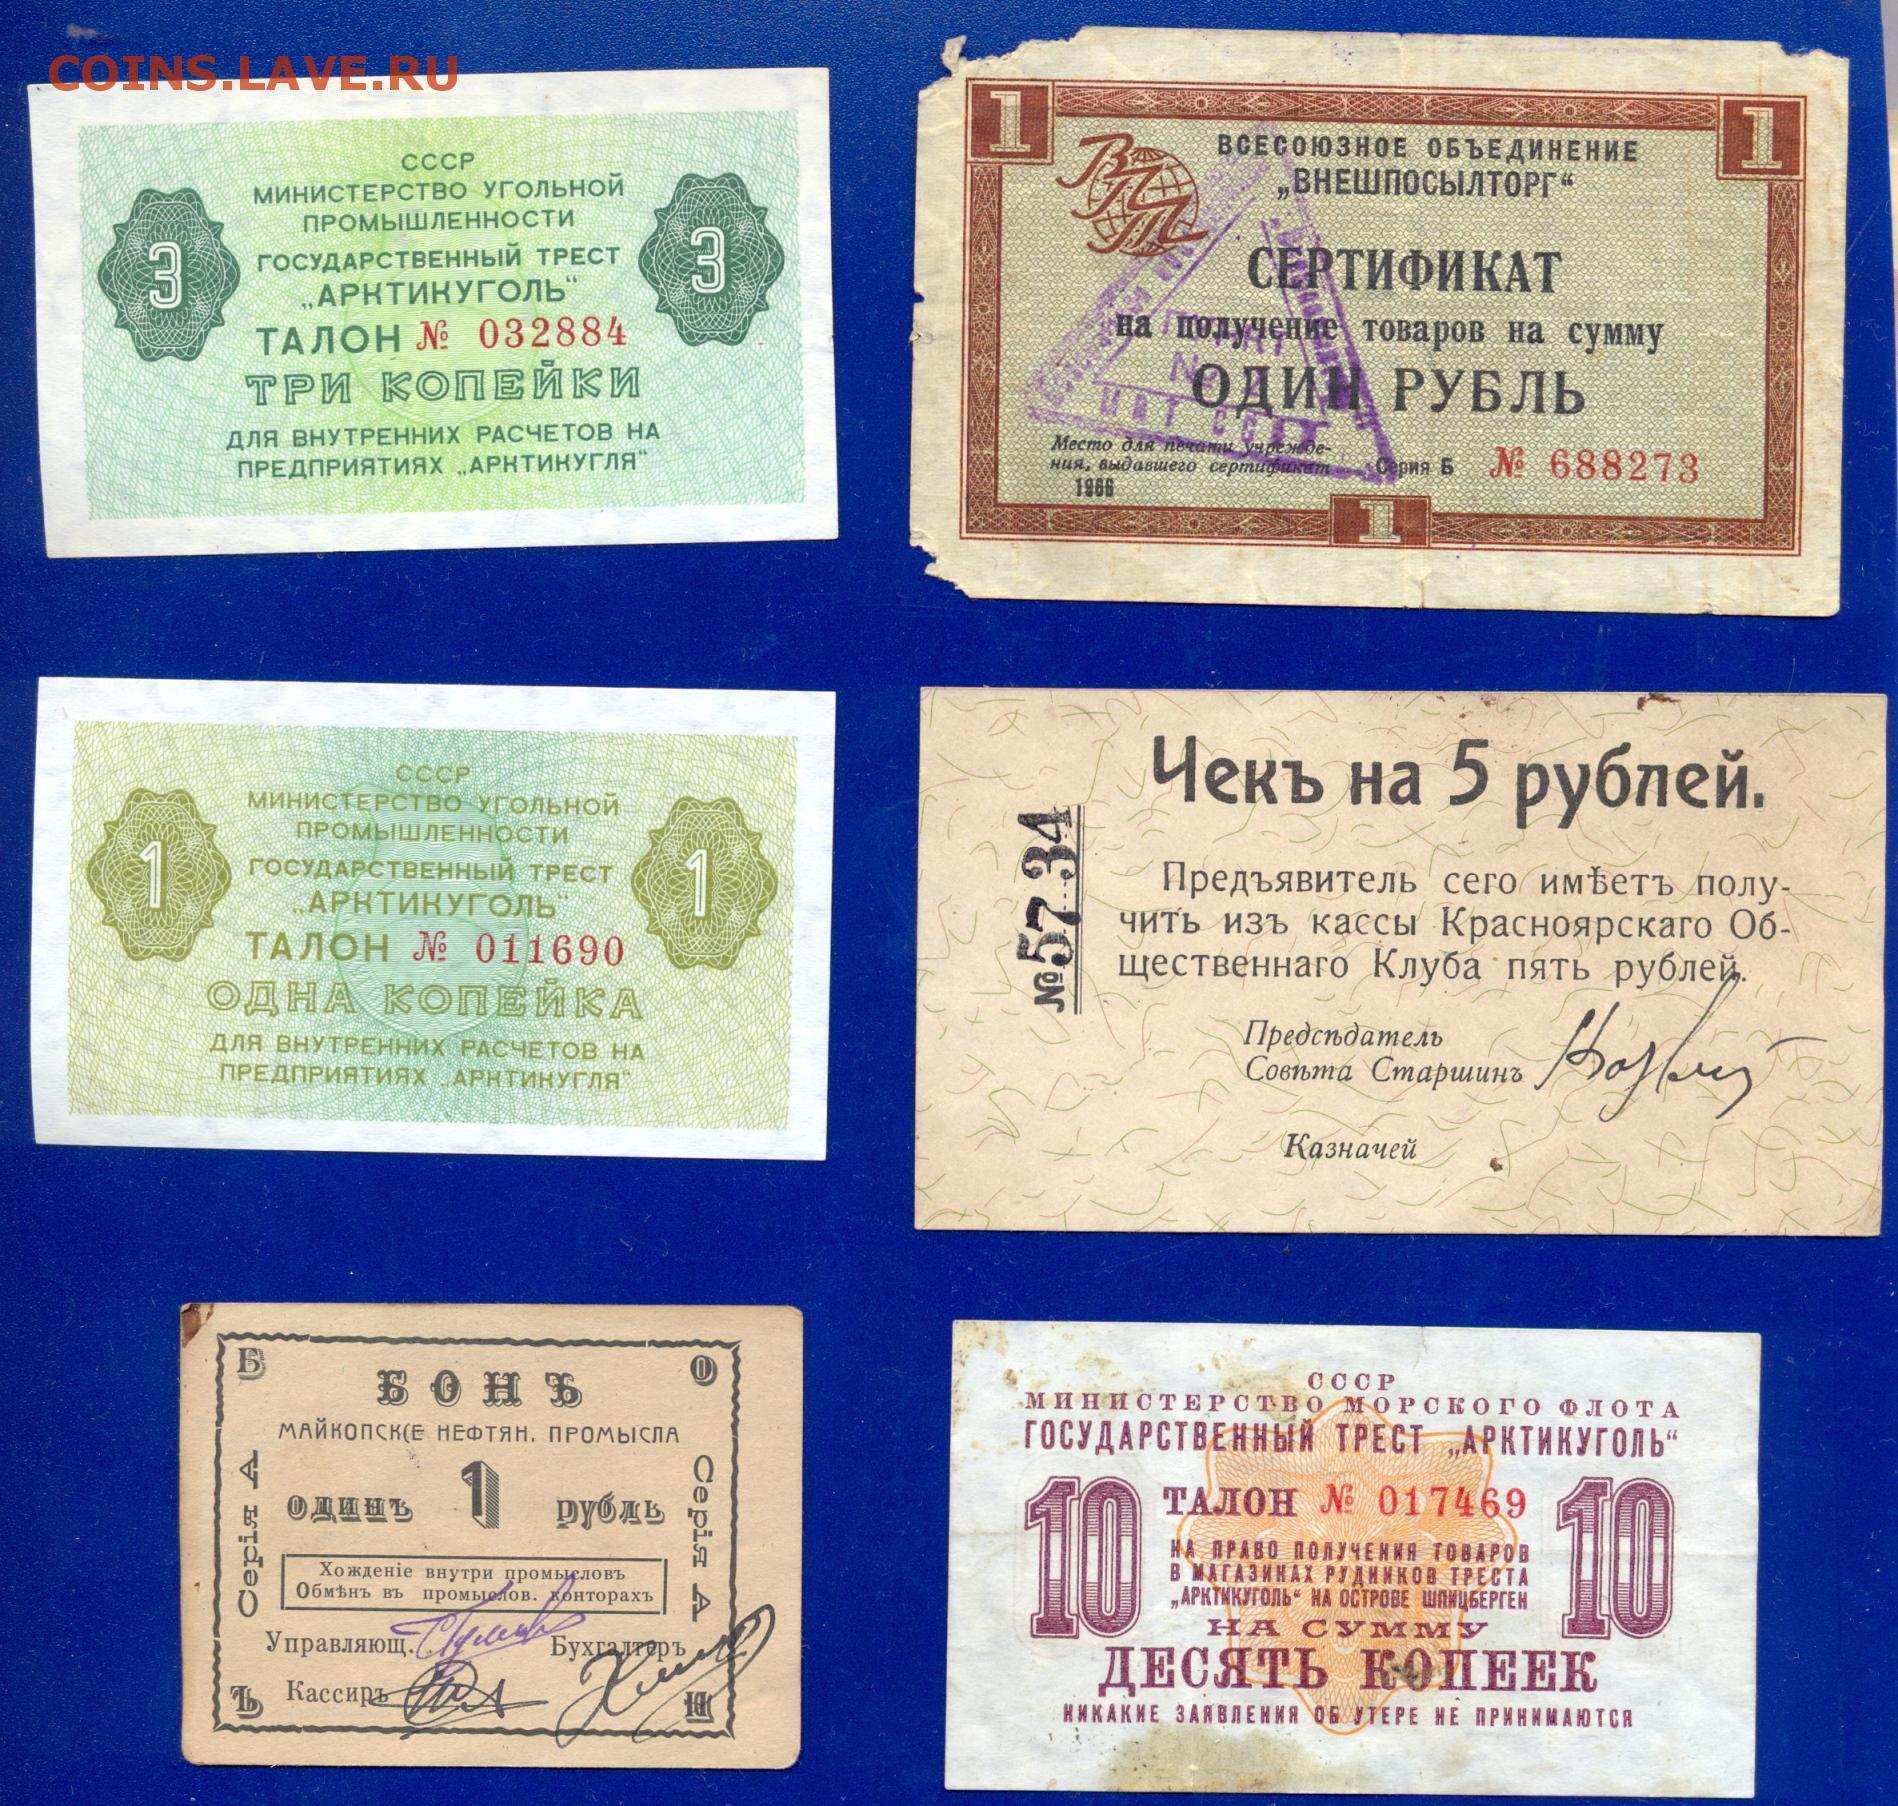 COINS.LAVE.RU
СССР
МИНИСТЕРСТВО УГОЛЬНОЙ
ПРОМЫШЛЕННОСТИ
ГОСУДАРСТВЕННЫЙ ТРЕСТ
„АРКТИКУГОЛЬ"
3 3
ТАЛОН № 032884
ТРИ КОПЕЙКИ
ДЛЯ ВНУТРЕННИХ РАСЧЕТОВ НА
ПРЕДПРИЯТИЯХ „АРКТИКУГЛЯ"
1 1
ВПТ
ВСЕСОЮЗНОЕ ОБЪЕДИНЕНИЕ
„ВНЕШПОСЫЛТОРГ"
СЕРТИФИКАТ
на получение товаров на сумму
ОДИН РУБЛЬ
Место для печати учрежде-
ния, выдавшего сертификат
1966
Серия Б № 688273
1
СССР
МИНИСТЕРСТВО УГОЛЬНОЙ
ПРОМЫШЛЕННОСТИ
ГОСУДАРСТВЕННЫЙ ТРЕСТ
„АРКТИКУГОЛЬ"
1 1
ТАЛОН № 011690
ОДНА КОПЕЙКА
ДЛЯ ВНУТРЕННИХ РАСЧЕТОВ НА
ПРЕДПРИЯТИЯХ „АРКТИКУГЛЯ"
Чекъ на 5 рублей.
№ 5734
Предъявитель сего имѣетъ полу-
чить изъ кассы Красноярскаго Об-
щественнаго Клуба пять рублей.
Предсѣдатель
Совѣта Старшинъ
Казначей
Б О
БОНЪ
МАЙКОПСКІЕ НЕФТЯН. ПРОМЫСЛА
Серія А
Серія А
ОДИНЪ 1 рубль
Хожденіе внутри промысловъ
Обмѣнъ въ промыслов. конторахъ
Управляющ.
Бухгалтеръ
Кассиръ
Ъ Н
СССР
МИНИСТЕРСТВО МОРСКОГО ФЛОТА
ГОСУДАРСТВЕННЫЙ ТРЕСТ „АРКТИКУГОЛЬ"
10 10
ТАЛОН № 017469
НА ПРАВО ПОЛУЧЕНИЯ ТОВАРОВ
В МАГАЗИНАХ РУДНИКОВ ТРЕСТА
„АРКТИКУГОЛЬ" НА ОСТРОВЕ ШПИЦБЕРГЕН
НА СУММУ
ДЕСЯТЬ КОПЕЕК
НИКАКИЕ ЗАЯВЛЕНИЯ ОБ УТЕРЕ НЕ ПРИНИМАЮТСЯ